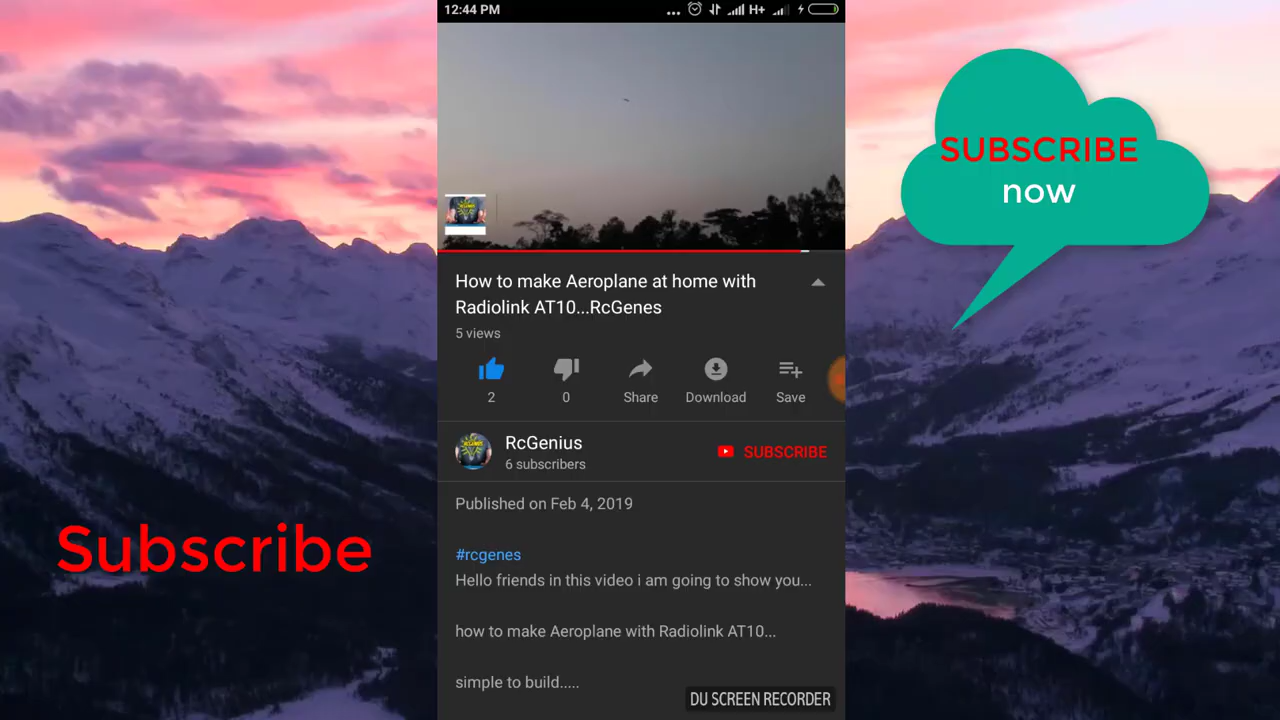 12:44 PM
H+
SUBSCRIBE
now
How to make Aeroplane at home with
Radiolink AT10...RcGenes
5 views
2
0
Share
Download
Save
RcGenius
6 subscribers
SUBSCRIBE
Published on Feb 4, 2019
Subscribe
#rcgenes
Hello friends in this video i am going to show you...
how to make Aeroplane with Radiolink AT10...
simple to build.....
DU SCREEN RECORDER